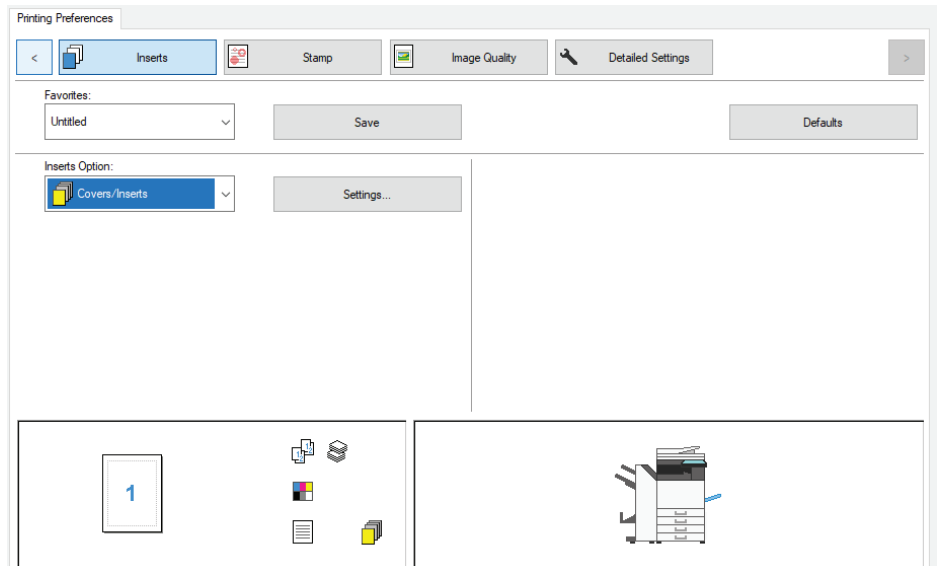 Printing Preferences
< Inserts Stamp Image Quality Detailed Settings >
Favorites:
Untitled Save Defaults
Inserts Option:
Covers/Inserts Settings...
1